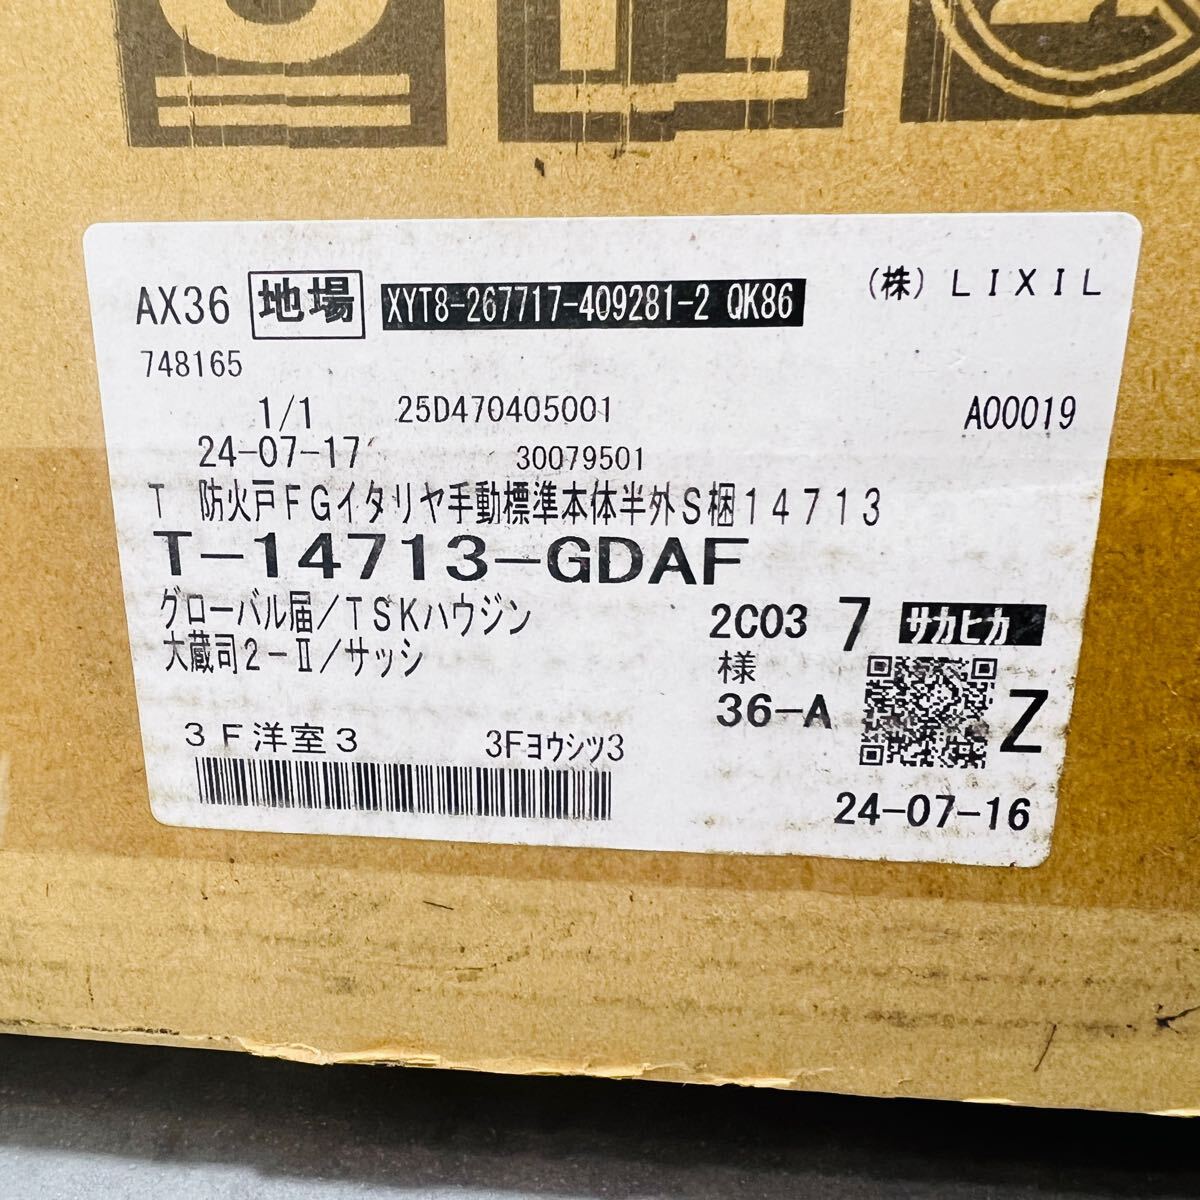 AX36 地場 XYT8-267717-409281-2 QK86 (株) LIXIL
748165
1/1 25D470405001 A00019
24-07-17 30079501
T 防火戸FGイタリヤ手動標準本体半外S梱14713
T-14713-GDAF
グローバル届/TSKハウジン 2C03 7 サカヒカ
大蔵司2-Ⅱ/サッシ 様
36-A Z
3F洋室3 3Fヨウシツ3
24-07-16